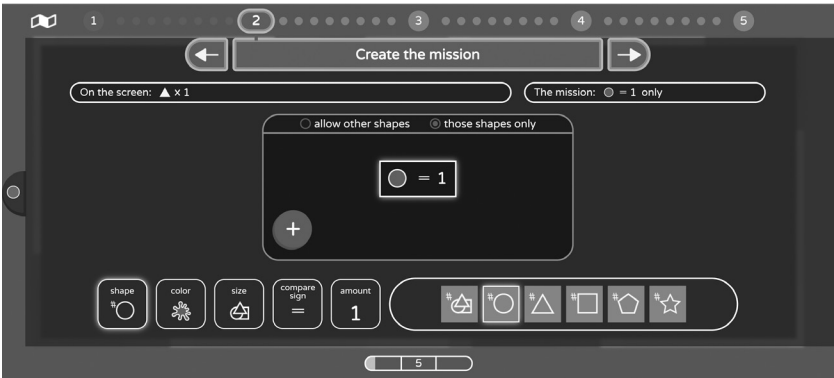 1 2 3 4 5
Create the mission
On the screen: x 1
The mission: = 1 only
allow other shapes those shapes only
= 1
+
shape color size compare sign amount
# = 1
# # # # # #
5